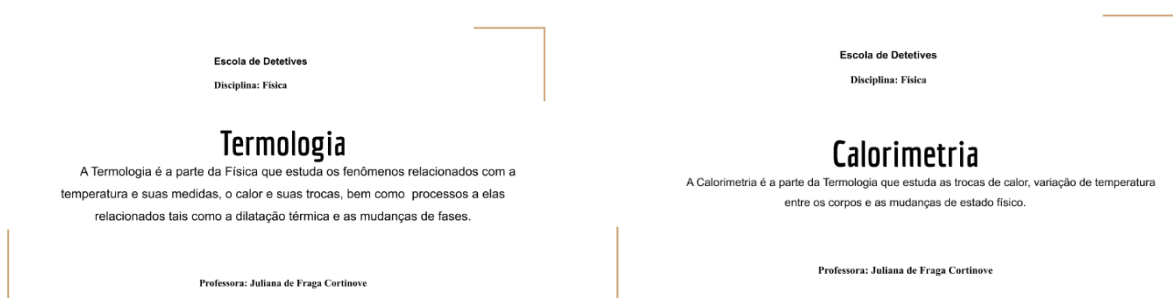 Escola de Detetives
Disciplina: Física
Termologia
A Termologia é a parte da Física que estuda os fenômenos relacionados com a
temperatura e suas medidas, o calor e suas trocas, bem como processos a elas
relacionados tais como a dilatação térmica e as mudanças de fases.
Professora: Juliana de Fraga Cortinove
Escola de Detetives
Disciplina: Física
Calorimetria
A Calorimetria é a parte da Termologia que estuda as trocas de calor, variação de temperatura
entre os corpos e as mudanças de estado físico.
Professora: Juliana de Fraga Cortinove